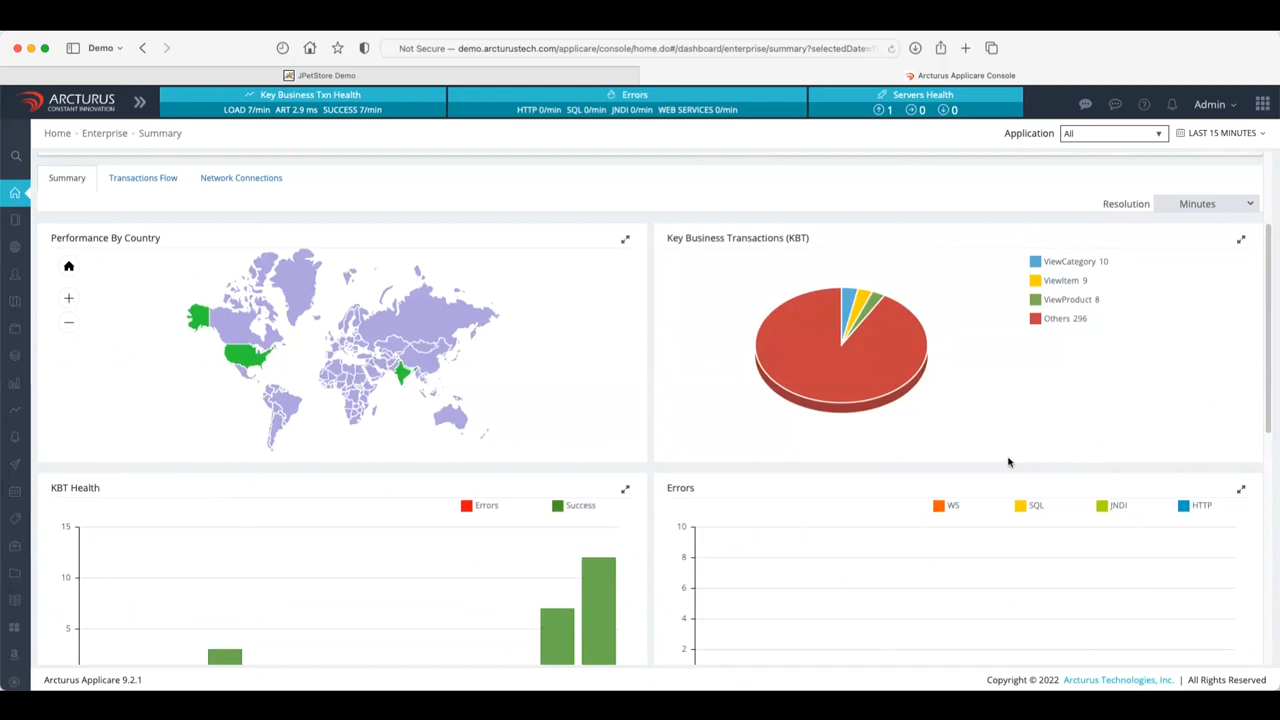 Demo
Not Secure — demo.arcturustech.com/applicare/console/home.do#/dashboard/enterprise/summary?selectedDate=
JPetStore Demo
Arcturus Applicare Console
ARCTURUS
CONSTANT INNOVATION
Key Business Txn Health
LOAD 7/min ART 2.9 ms SUCCESS 7/min
Errors
HTTP 0/min SQL 0/min JNDI 0/min WEB SERVICES 0/min
Servers Health
1 0 0
Admin
Home Enterprise Summary
Application All LAST 15 MINUTES
Summary Transactions Flow Network Connections
Resolution Minutes
Performance By Country
+
−
Key Business Transactions (KBT)
ViewCategory 10
ViewItem 9
ViewProduct 8
Others 296
KBT Health
Errors Success
15
10
5
Errors
WS SQL JNDI HTTP
10
8
6
4
2
Arcturus Applicare 9.2.1
Copyright © 2022 Arcturus Technologies, Inc. | All Rights Reserved